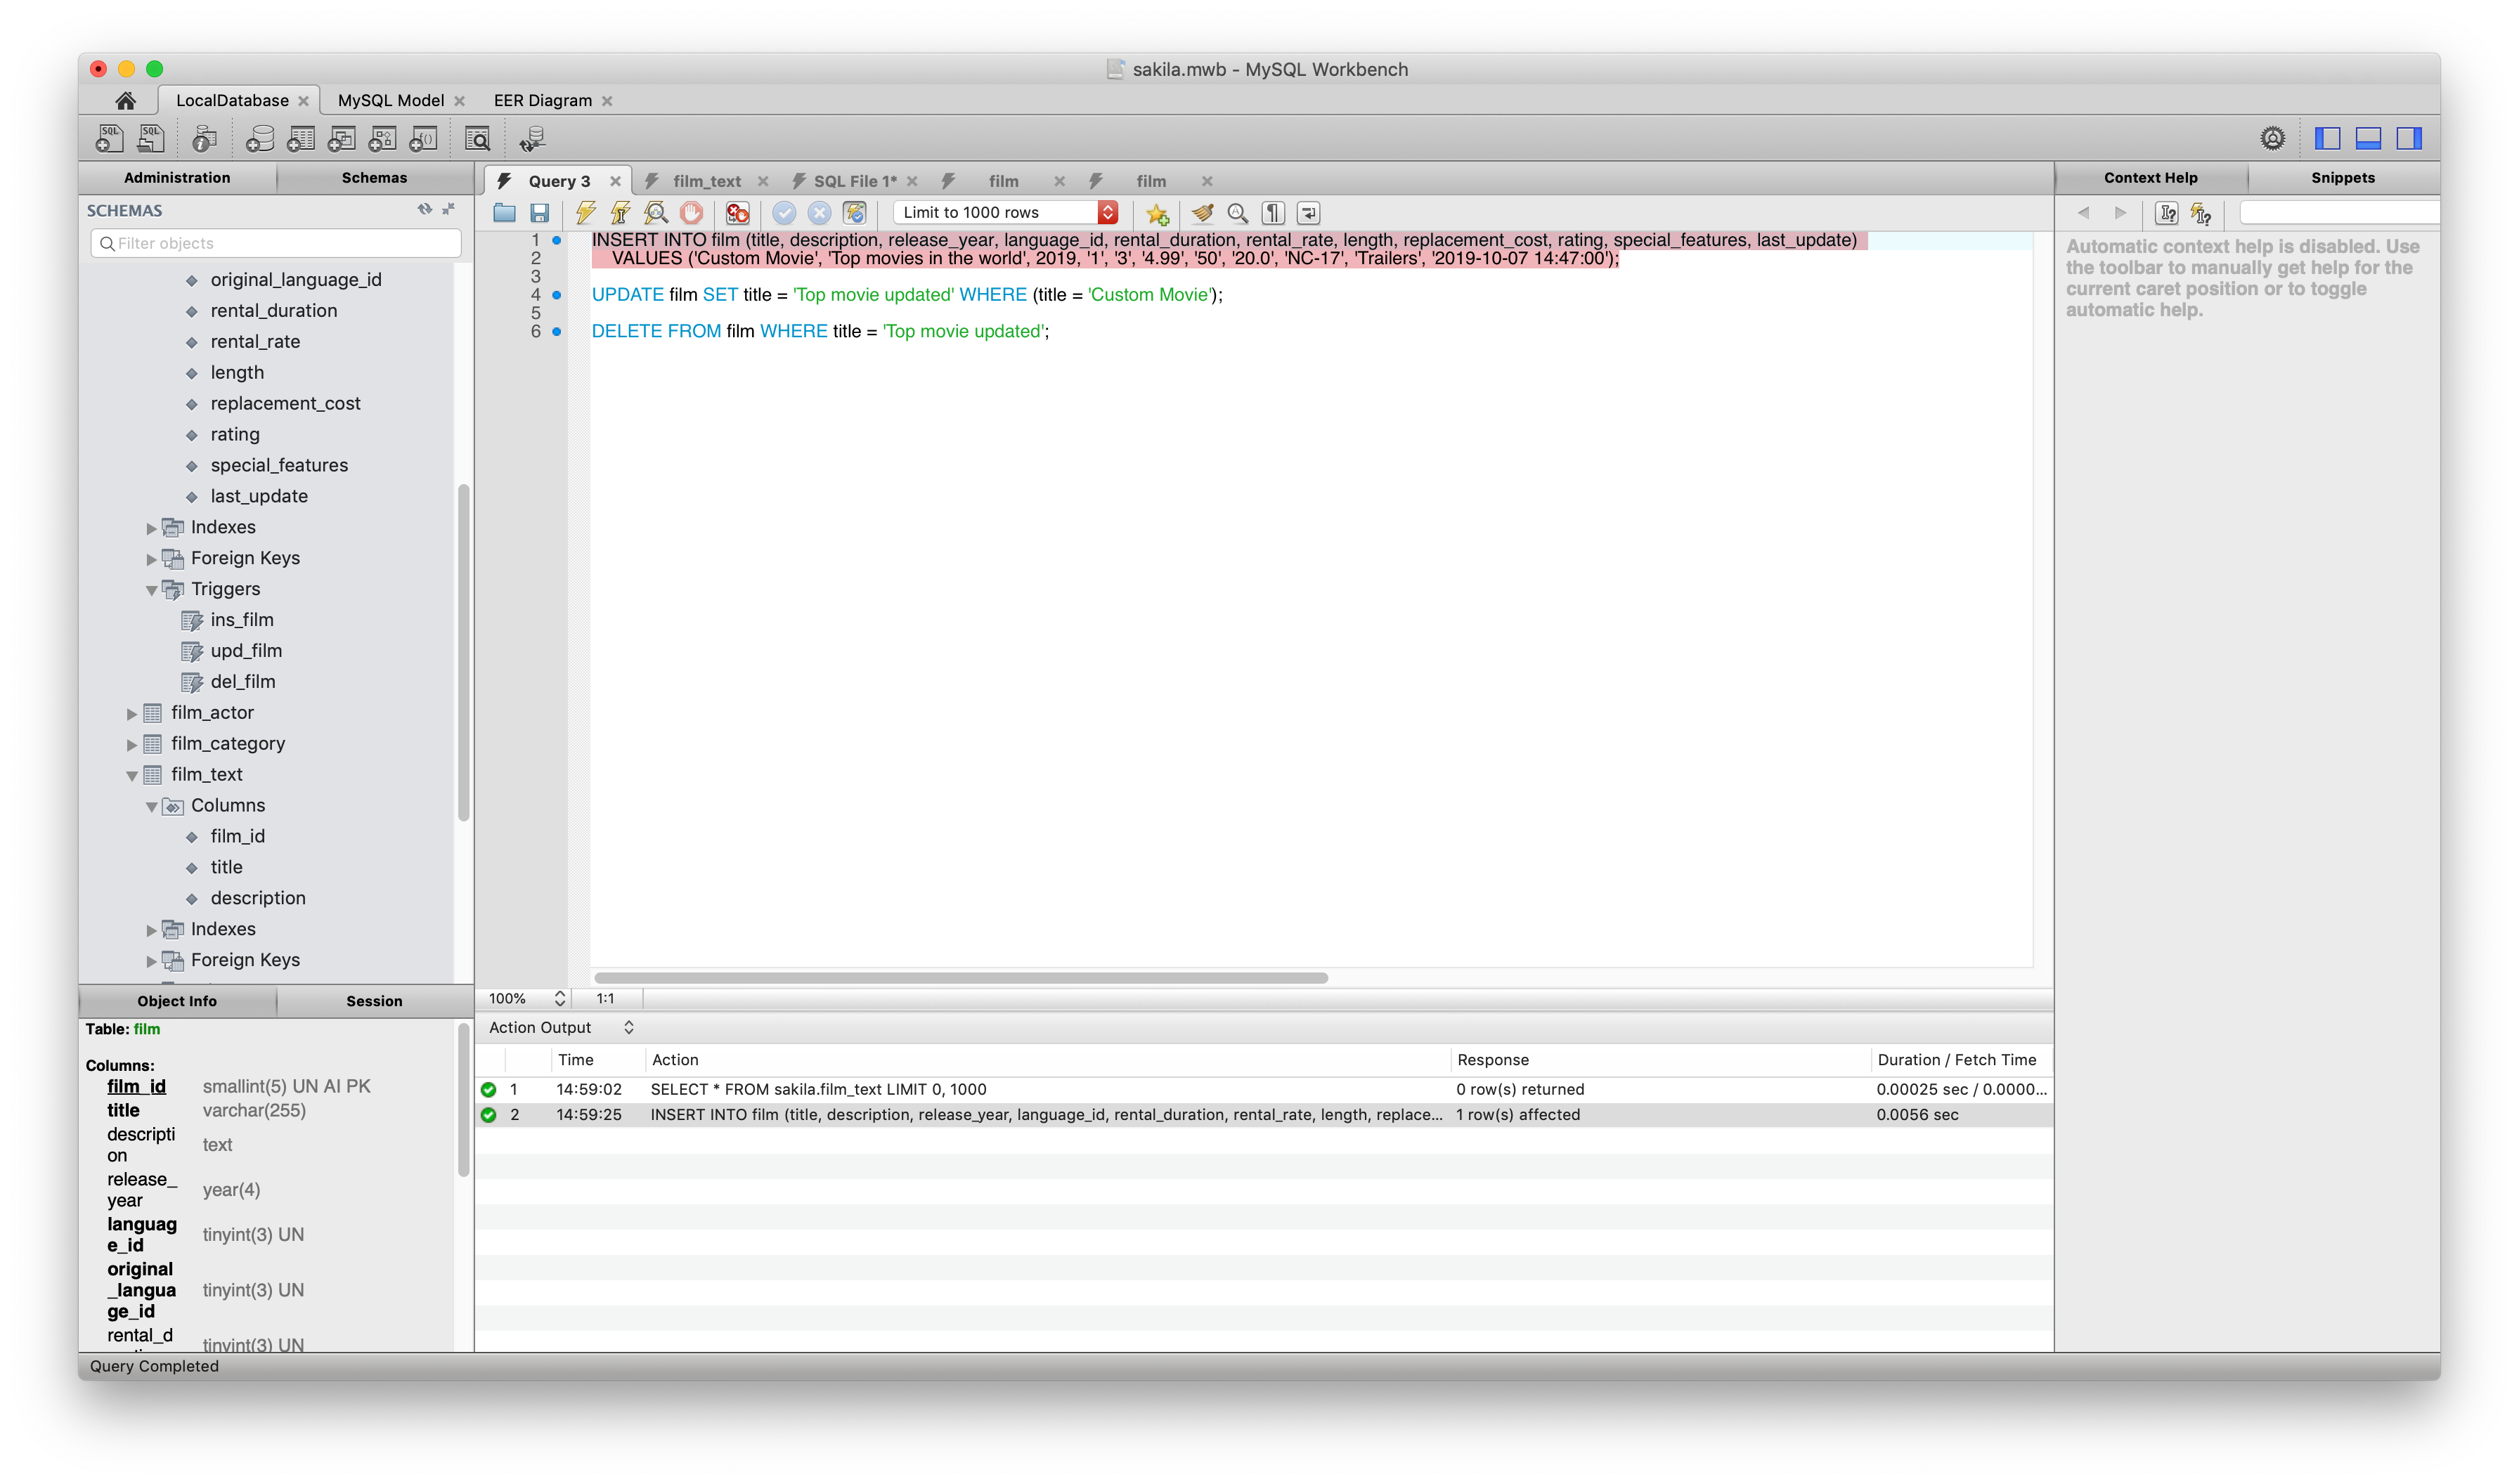 sakila.mwb - MySQL Workbench
LocalDatabase
MySQL Model
EER Diagram
Administration
Schemas
SCHEMAS
Filter objects
original_language_id
rental_duration
rental_rate
length
replacement_cost
rating
special_features
last_update
Indexes
Foreign Keys
Triggers
ins_film
upd_film
del_film
film_actor
film_category
film_text
Columns
film_id
title
description
Indexes
Foreign Keys
Object Info
Session
Table: film
Columns:
film_id smallint(5) UN AI PK
title varchar(255)
descripti
on text
release_
year year(4)
languag
e_id tinyint(3) UN
original
_langua
ge_id tinyint(3) UN
rental_d
tinyint(3) UN
Query 3
film_text
SQL File 1*
film
film
Limit to 1000 rows
1 INSERT INTO film (title, description, release_year, language_id, rental_duration, rental_rate, length, replacement_cost, rating, special_features, last_update)
2 VALUES ('Custom Movie', 'Top movies in the world', 2019, '1', '3', '4.99', '50', '20.0', 'NC-17', 'Trailers', '2019-10-07 14:47:00');
3
4 UPDATE film SET title = 'Top movie updated' WHERE (title = 'Custom Movie');
5
6 DELETE FROM film WHERE title = 'Top movie updated';
100%
1:1
Action Output
Time Action Response Duration / Fetch Time
1 14:59:02 SELECT * FROM sakila.film_text LIMIT 0, 1000 0 row(s) returned 0.00025 sec / 0.0000...
2 14:59:25 INSERT INTO film (title, description, release_year, language_id, rental_duration, rental_rate, length, replace... 1 row(s) affected 0.0056 sec
Context Help
Snippets
Automatic context help is disabled. Use
the toolbar to manually get help for the
current caret position or to toggle
automatic help.
Query Completed